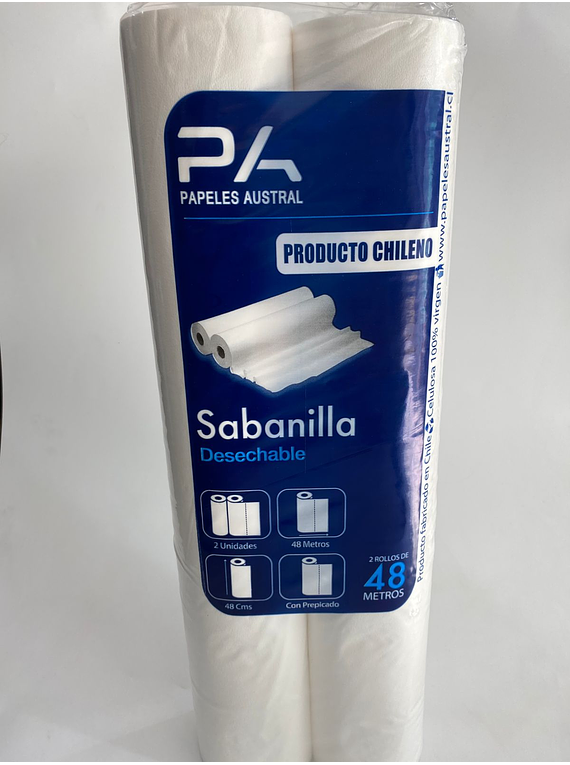 PA
PAPELES AUSTRAL
PRODUCTO CHILENO
Sabanilla
Desechable
2 Unidades
48 Metros
48 Cms
Con Prepicado
2 ROLLOS DE
48
METROS
Producto fabricado en Chile Celulosa 100% virgen www.papelesaustral.cl